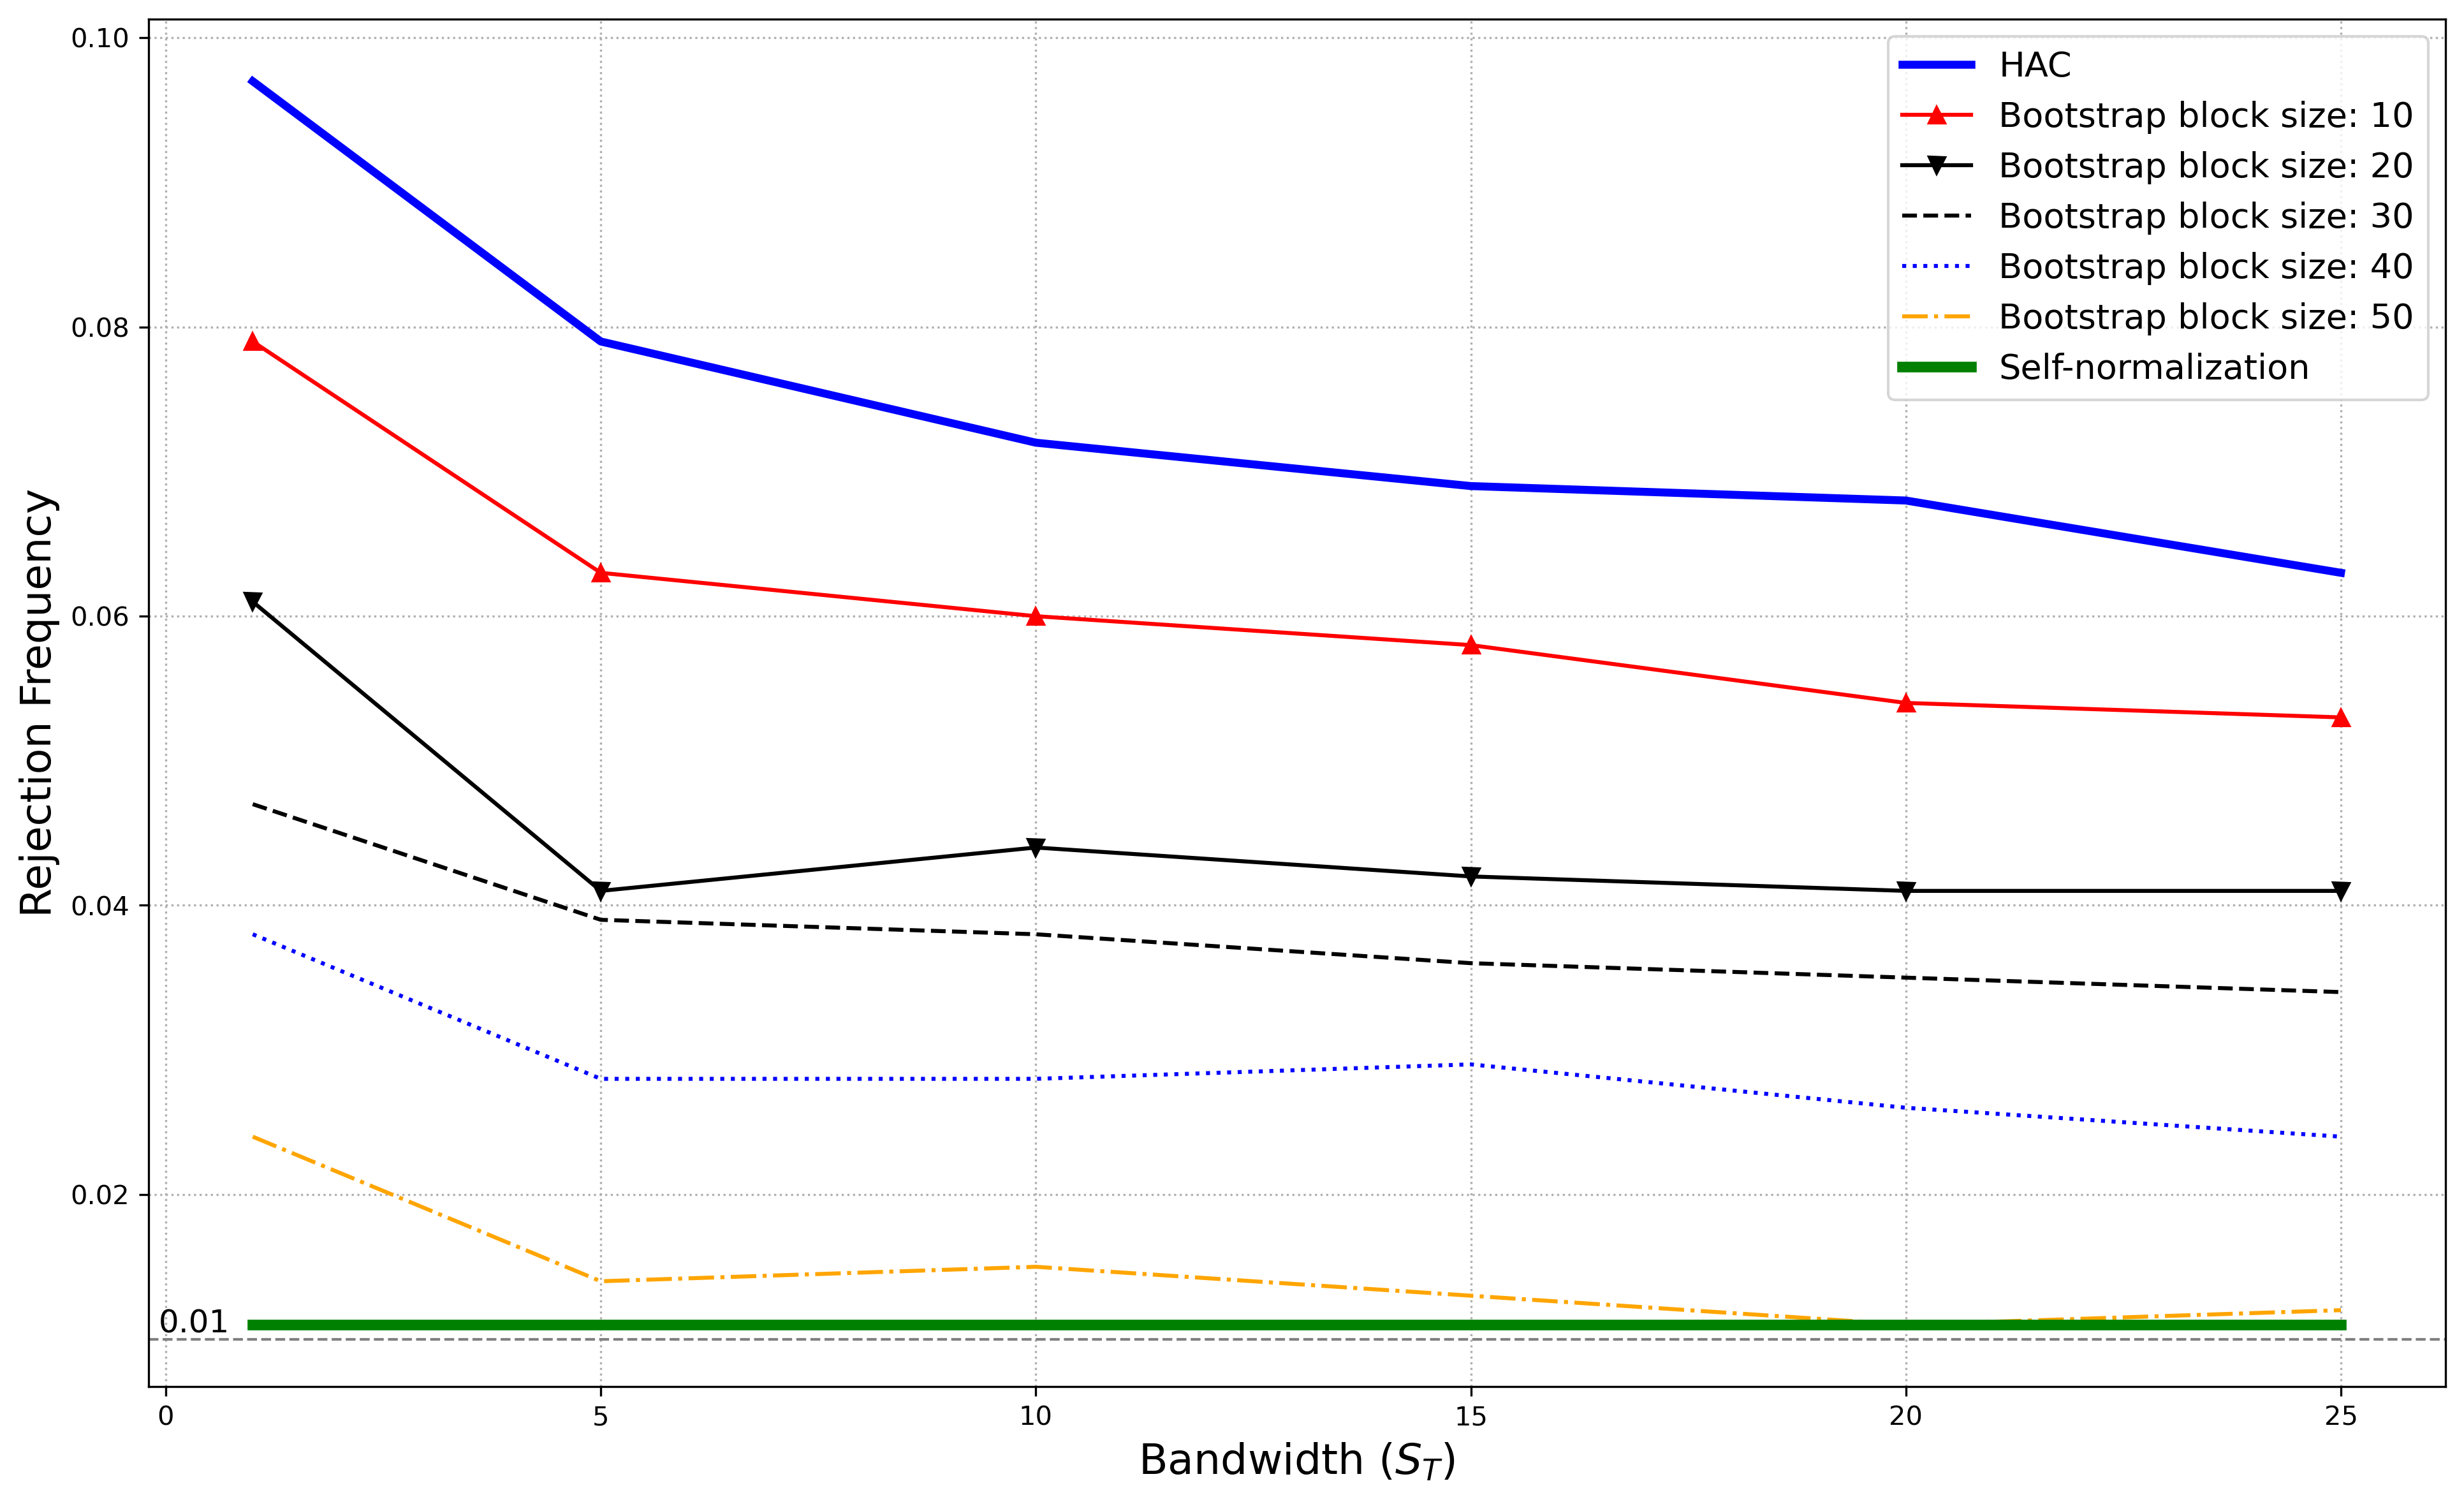 0.10
0.08
0.06
0.04
0.02
0.01
0
5
10
15
20
25
Rejection Frequency
Bandwidth (S_T)
HAC
Bootstrap block size: 10
Bootstrap block size: 20
Bootstrap block size: 30
Bootstrap block size: 40
Bootstrap block size: 50
Self-normalization